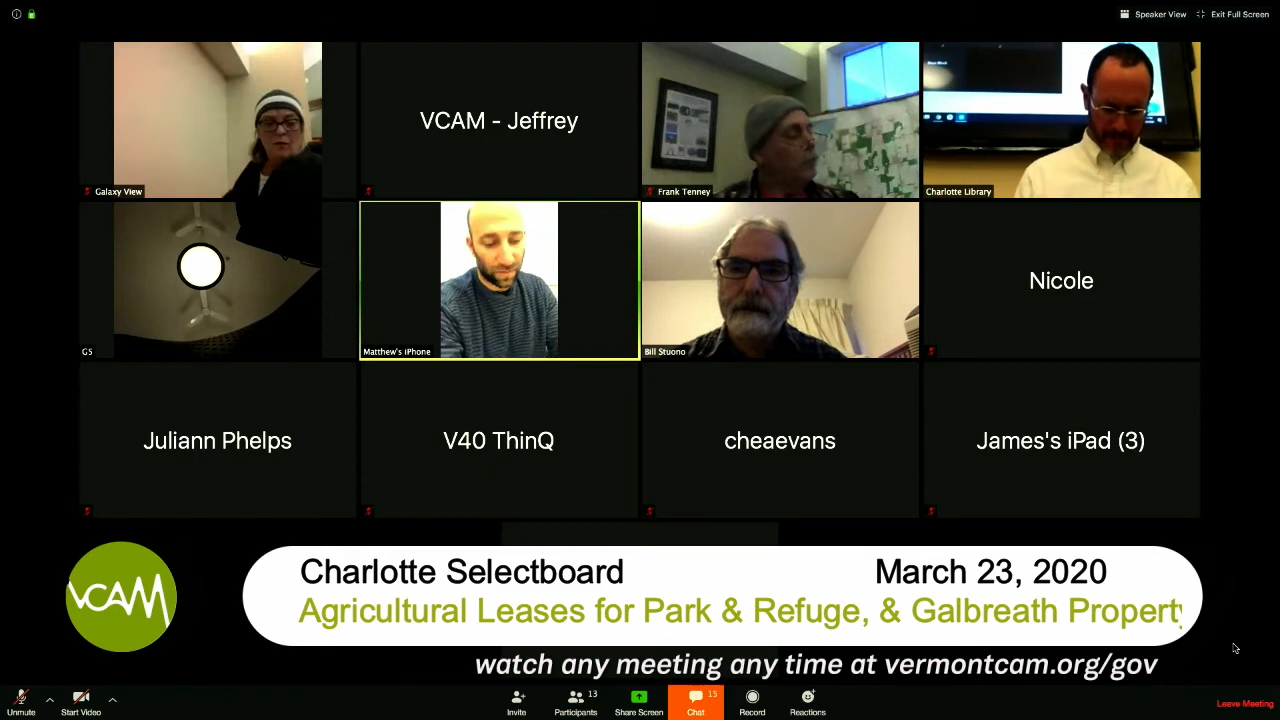 Speaker View
Exit Full Screen
Galaxy View
VCAM - Jeffrey
Frank Tenney
Charlotte Library
G5
Matthew's iPhone
Bill Stuono
Nicole
Juliann Phelps
V40 ThinQ
cheaevans
James's iPad (3)
VCAM
Charlotte Selectboard
March 23, 2020
Agricultural Leases for Park & Refuge, & Galbreath Property
watch any meeting any time at vermontcam.org/gov
Unmute
Start Video
Invite
13
Participants
Share Screen
15
Chat
Record
Reactions
Leave Meeting